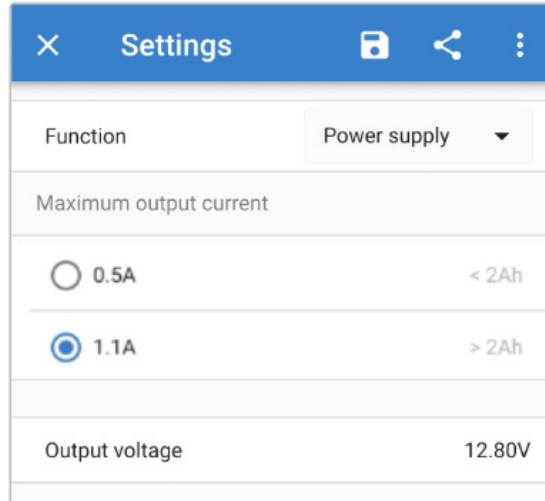 Settings
Function Power supply
Maximum output current
0.5A < 2Ah
1.1A > 2Ah
Output voltage 12.80V